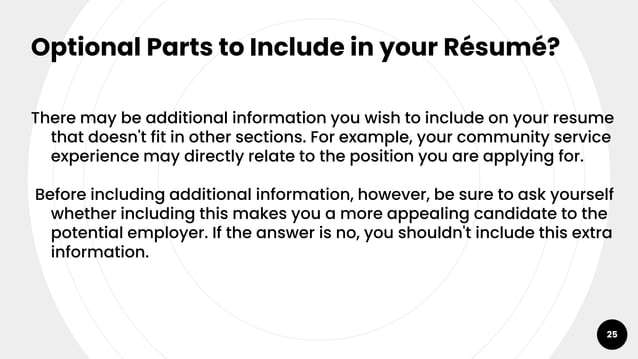 Optional Parts to Include in your Résumé?
There may be additional information you wish to include on your resume
that doesn't fit in other sections. For example, your community service
experience may directly relate to the position you are applying for.
Before including additional information, however, be sure to ask yourself
whether including this makes you a more appealing candidate to the
potential employer. If the answer is no, you shouldn't include this extra
information.
25